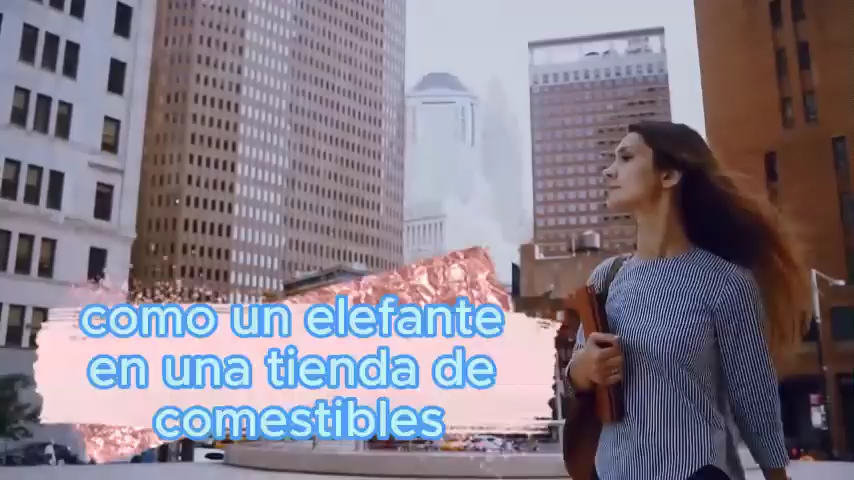 como un elefante
en una tienda de
comestibles